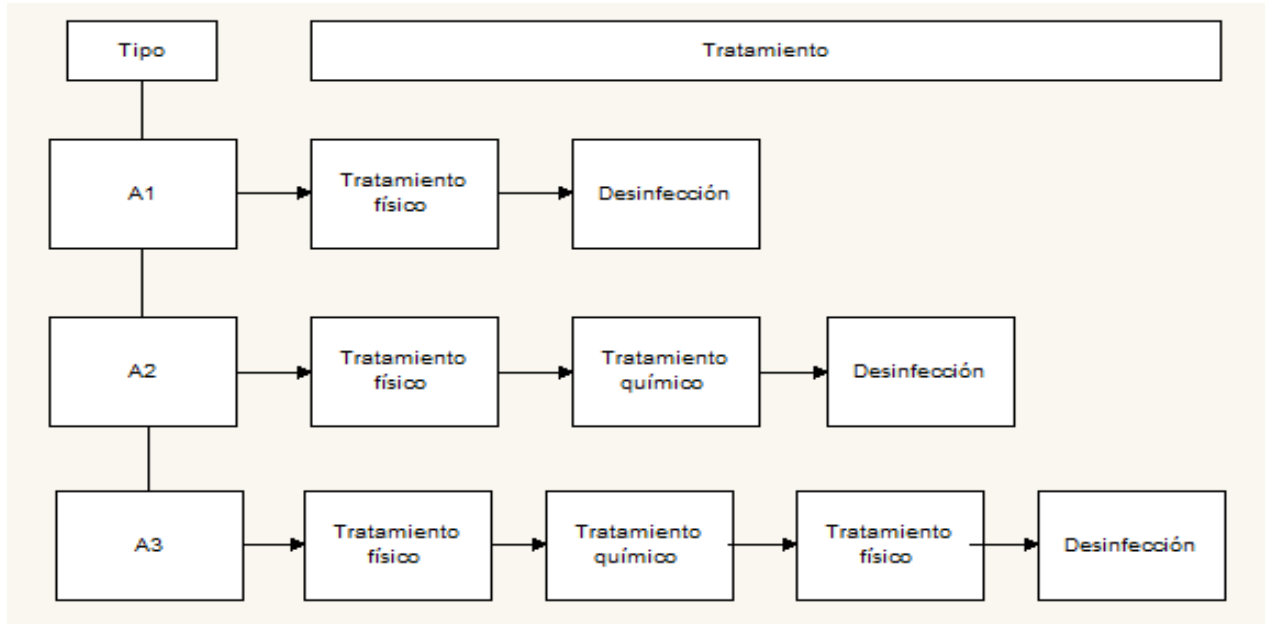 Tipo
Tratamiento
A1
Tratamiento
físico
Desinfección
A2
Tratamiento
físico
Tratamiento
químico
Desinfección
A3
Tratamiento
físico
Tratamiento
químico
Tratamiento
físico
Desinfección